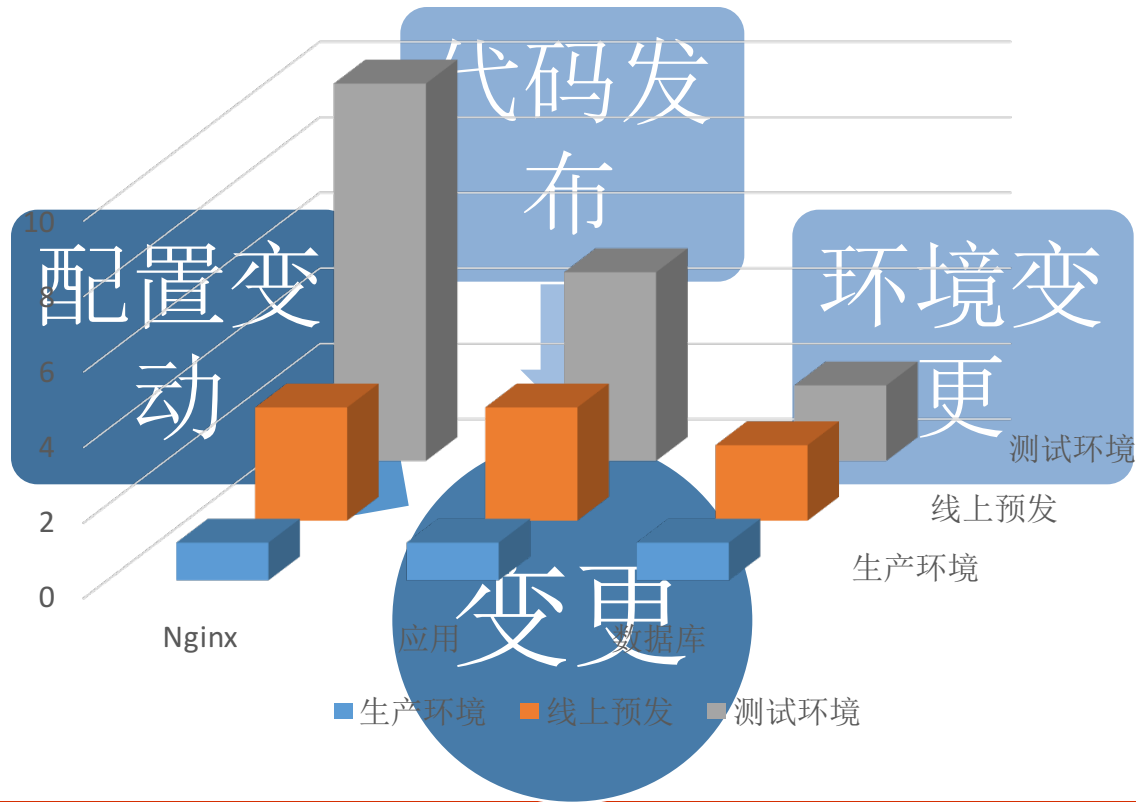 代码发
布
配置变
动
环境变
更
变更
10
8
6
4
2
0
测试环境
线上预发
生产环境
Nginx
应用
数据库
生产环境
线上预发
测试环境